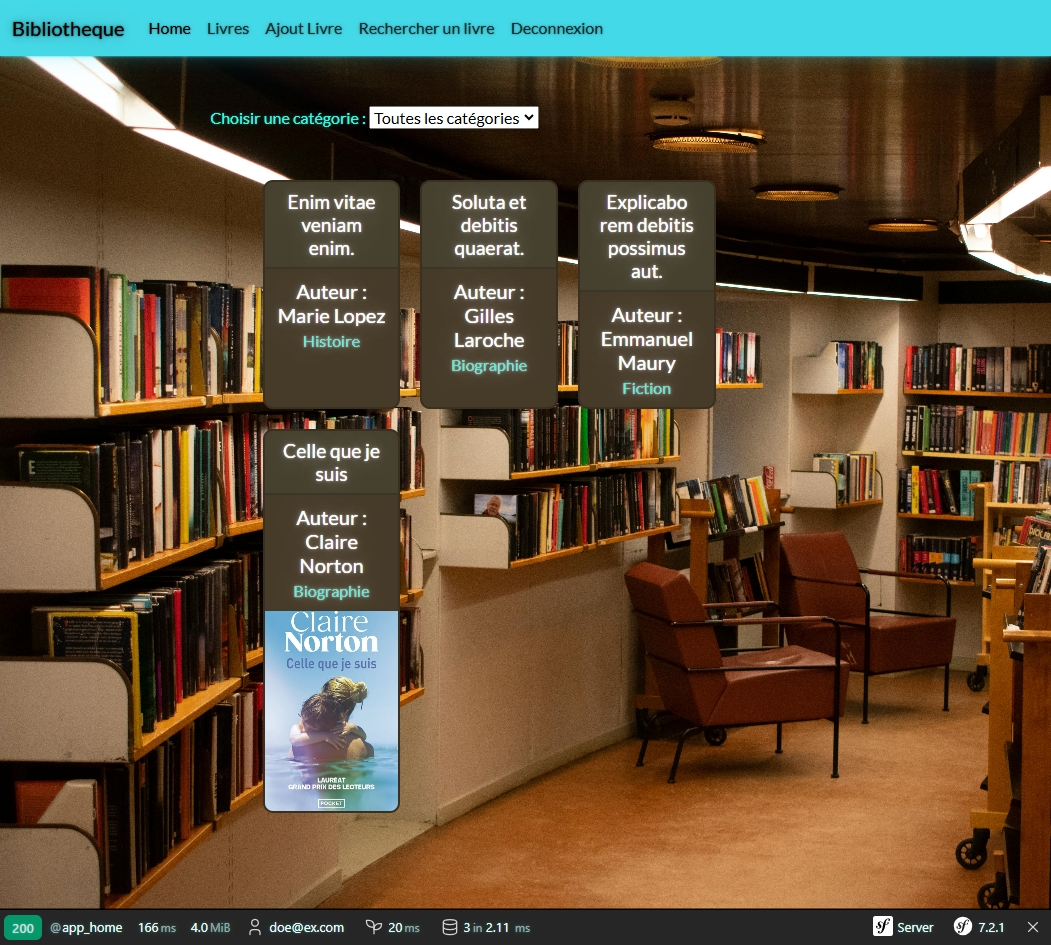 Bibliotheque Home Livres Ajout Livre Rechercher un livre Deconnexion
Choisir une catégorie : Toutes les catégories
Enim vitae
veniam
enim.
Auteur :
Marie Lopez
Histoire
Soluta et
debitis
quaerat.
Auteur :
Gilles
Laroche
Biographie
Explicabo
rem debitis
possimus
aut.
Auteur :
Emmanuel
Maury
Fiction
Celle que je
suis
Auteur :
Claire
Norton
Biographie
Claire
Norton
Celle que je suis
LAURÉAT
GRAND PRIX DES LECTEURS
POCKET
200 @app_home 166 ms 4.0 MiB doe@ex.com 20 ms 3 in 2.11 ms Server 7.2.1